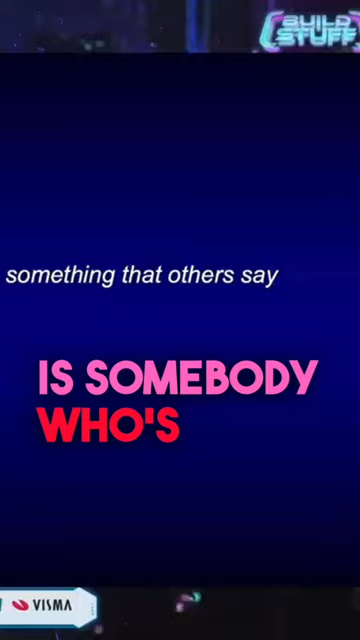 BUILD
STUFF
something that others say
IS SOMEBODY
WHO'S
VISMA